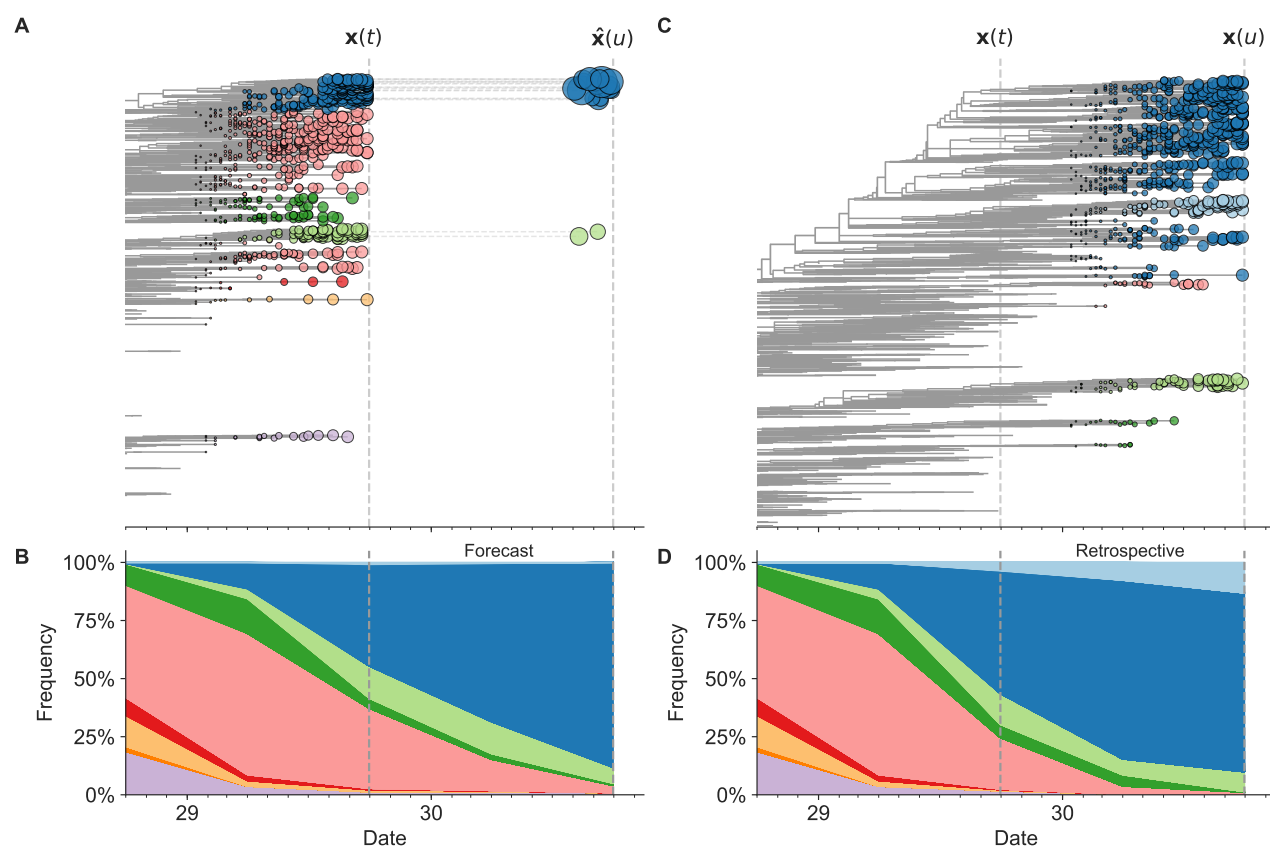 A
x(t)
x̂(u)
C
x(t)
x(u)
B
Forecast
100%
75%
50%
25%
0%
Frequency
29
30
Date
D
Retrospective
100%
75%
50%
25%
0%
Frequency
29
30
Date